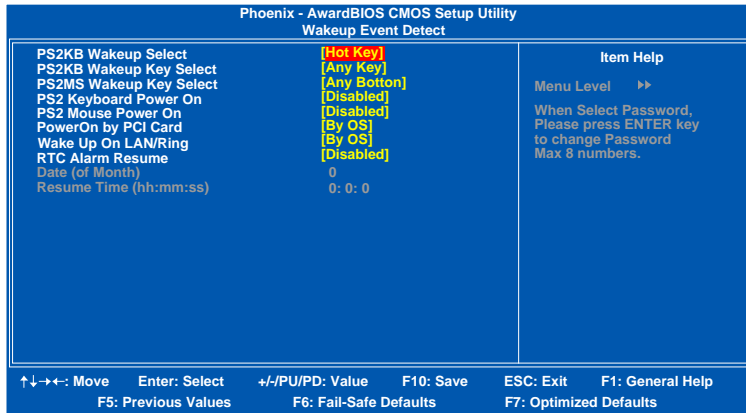 Phoenix - AwardBIOS CMOS Setup Utility
Wakeup Event Detect
PS2KB Wakeup Select [Hot Key]
PS2KB Wakeup Key Select [Any Key]
PS2MS Wakeup Key Select [Any Botton]
PS2 Keyboard Power On [Disabled]
PS2 Mouse Power On [Disabled]
PowerOn by PCI Card [By OS]
Wake Up On LAN/Ring [By OS]
RTC Alarm Resume [Disabled]
Date (of Month) 0
Resume Time (hh:mm:ss) 0: 0: 0
Item Help
Menu Level ►►
When Select Password,
Please press ENTER key
to change Password
Max 8 numbers.
↑↓→←: Move Enter: Select +/-/PU/PD: Value F10: Save ESC: Exit F1: General Help
F5: Previous Values F6: Fail-Safe Defaults F7: Optimized Defaults